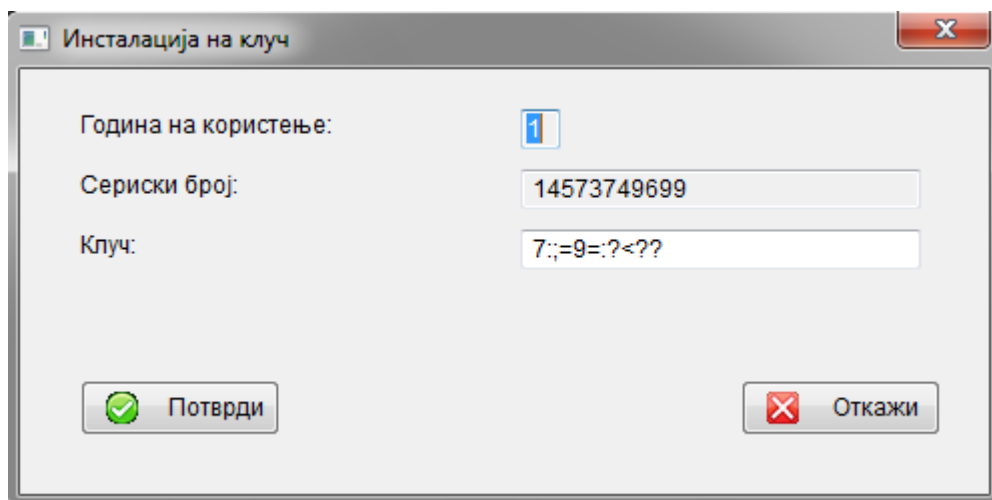 Инсталација на клуч
Година на користење: 1
Сериски број: 14573749699
Клуч: 7:;=9=:?<??
Потврди Откажи